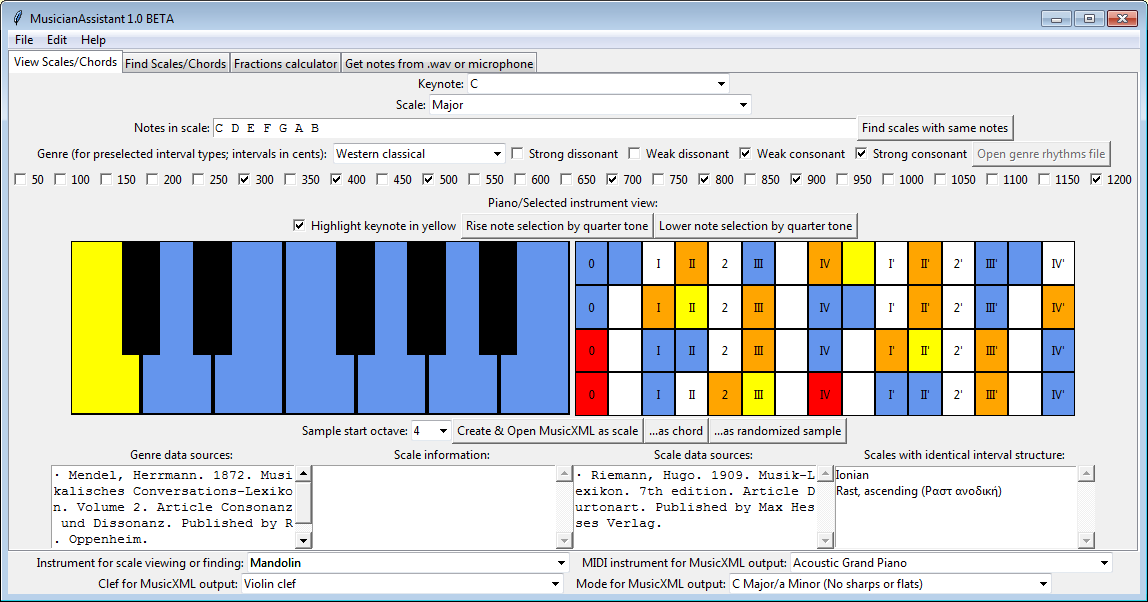 MusicianAssistant 1.0 BETA
File Edit Help
View Scales/Chords Find Scales/Chords Fractions calculator Get notes from .wav or microphone
Keynote: C
Scale: Major
Notes in scale: C D E F G A B Find scales with same notes
Genre (for preselected interval types; intervals in cents): Western classical Strong dissonant Weak dissonant Weak consonant Strong consonant Open genre rhythms file
50 100 150 200 250 300 350 400 450 500 550 600 650 700 750 800 850 900 950 1000 1050 1100 1150 1200
Piano/Selected instrument view:
Highlight keynote in yellow Rise note selection by quarter tone Lower note selection by quarter tone
0 I II 2 III IV I' II' 2' III' IV'
0 I II 2 III IV I' II' 2' III' IV'
0 I II 2 III IV I' II' 2' III' IV'
0 I II 2 III IV I' II' 2' III' IV'
Sample start octave: 4 Create & Open MusicXML as scale ...as chord ...as randomized sample
Genre data sources: Scale information: Scale data sources: Scales with identical interval structure:
· Mendel, Herrmann. 1872. Musi
kalisches Conversations-Lexiko
n. Volume 2. Article Consonanz
und Dissonanz. Published by R
. Oppenheim.
· Riemann, Hugo. 1909. Musik-L
exikon. 7th edition. Article D
urtonart. Published by Max Hes
ses Verlag.
Ionian
Rast, ascending (Ραστ ανοδική)
Instrument for scale viewing or finding: Mandolin MIDI instrument for MusicXML output: Acoustic Grand Piano
Clef for MusicXML output: Violin clef Mode for MusicXML output: C Major/a Minor (No sharps or flats)